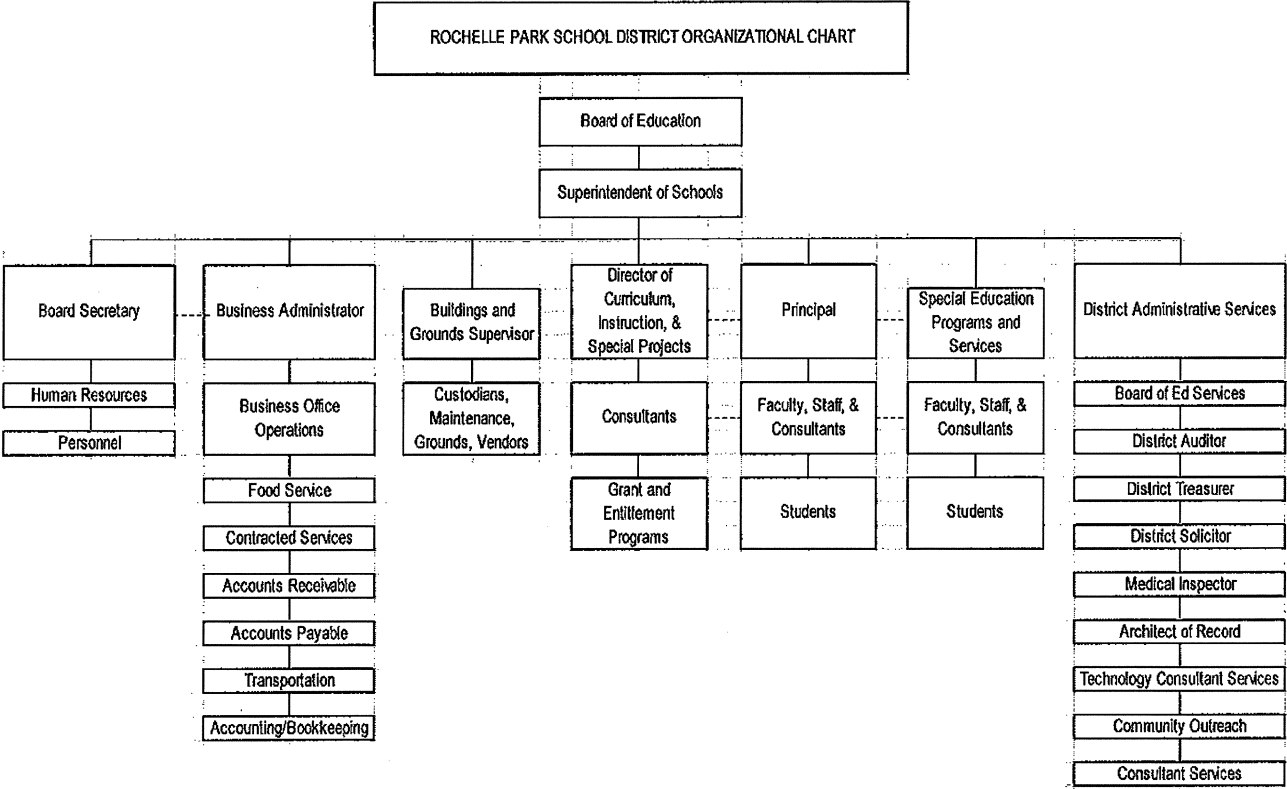 ROCHELLE PARK SCHOOL DISTRICT ORGANIZATIONAL CHART
Board of Education
Superintendent of Schools
Board Secretary
Human Resources
Personnel
Business Administrator
Business Office
Operations
Food Service
Contracted Services
Accounts Receivable
Accounts Payable
Transportation
Accounting/Bookkeeping
Buildings and
Grounds Supervisor
Custodians,
Maintenance,
Grounds, Vendors
Director of
Curriculum,
Instruction, &
Special Projects
Consultants
Grant and
Entitlement
Programs
Principal
Faculty, Staff, &
Consultants
Students
Special Education
Programs and
Services
Faculty, Staff, &
Consultants
Students
District Administrative Services
Board of Ed Services
District Auditor
District Treasurer
District Solicitor
Medical Inspector
Architect of Record
Technology Consultant Services
Community Outreach
Consultant Services